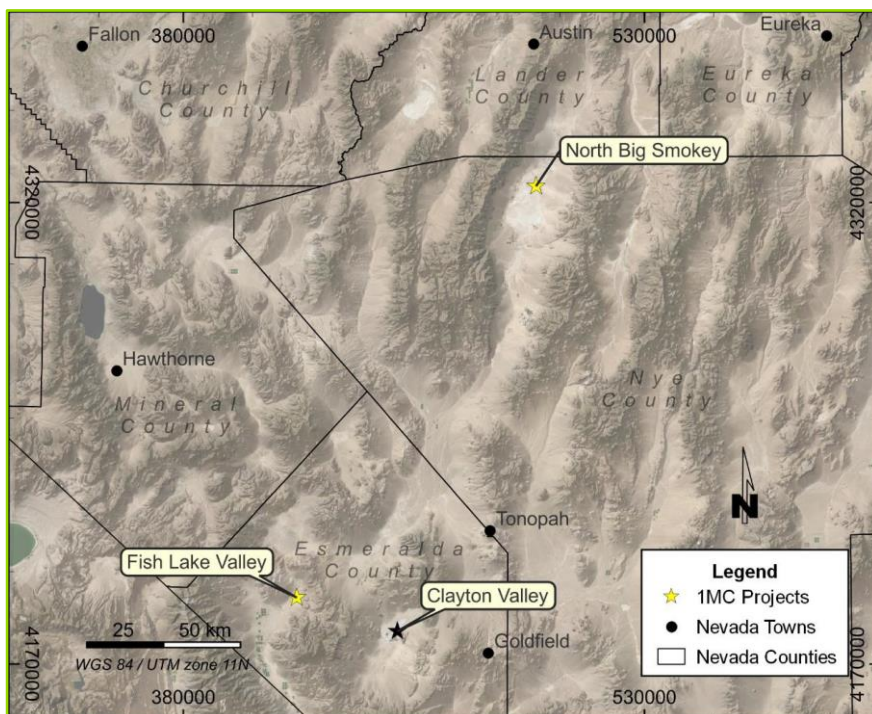 380000
530000
Fallon
Austin
Eureka
Churchill
County
Lander
County
Eureka
County
North Big Smokey
4320000
4320000
Hawthorne
Mineral
County
Nye
County
N
Tonopah
Fish Lake Valley
Esmeralda
County
Clayton Valley
Goldfield
Legend
1MC Projects
Nevada Towns
Nevada Counties
25
50 km
WGS 84 / UTM zone 11N
4170000
4170000
380000
530000